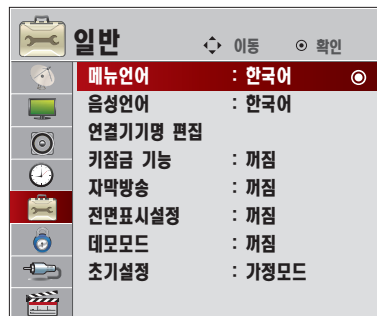 일반 이동 확인
메뉴언어 : 한국어
음성언어 : 한국어
연결기기명 편집
키잠금 기능 : 꺼짐
자막방송 : 꺼짐
전면표시설정 : 꺼짐
데모모드 : 꺼짐
초기설정 : 가정모드